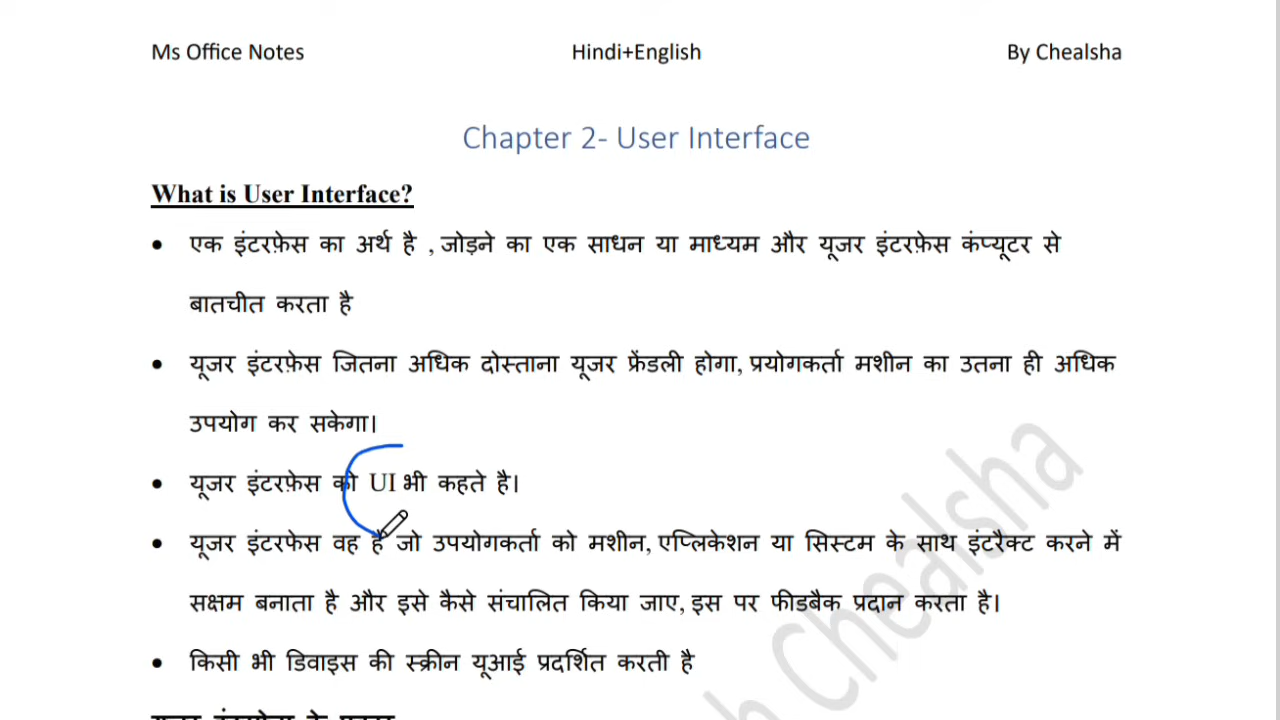 Ms Office Notes Hindi+English By Chealsha
Chapter 2- User Interface
What is User Interface?
• एक इंटरफ़ेस का अर्थ है , जोड़ने का एक साधन या माध्यम और यूजर इंटरफ़ेस कंप्यूटर से
बातचीत करता है
• यूजर इंटरफ़ेस जितना अधिक दोस्ताना यूजर फ्रेंडली होगा, प्रयोगकर्ता मशीन का उतना ही अधिक
उपयोग कर सकेगा।
• यूजर इंटरफ़ेस को UI भी कहते है।
• यूजर इंटरफेस वह है जो उपयोगकर्ता को मशीन, एप्लिकेशन या सिस्टम के साथ इंटरैक्ट करने में
सक्षम बनाता है और इसे कैसे संचालित किया जाए, इस पर फीडबैक प्रदान करता है।
• किसी भी डिवाइस की स्क्रीन यूआई प्रदर्शित करती है
Chealsha